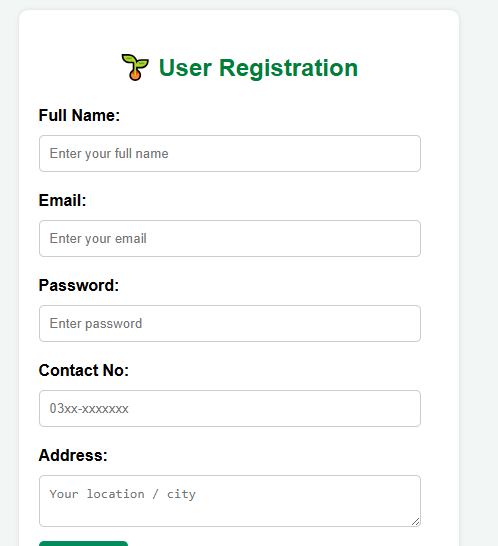 User Registration
Full Name:
Enter your full name
Email:
Enter your email
Password:
Enter password
Contact No:
03xx-xxxxxxx
Address:
Your location / city